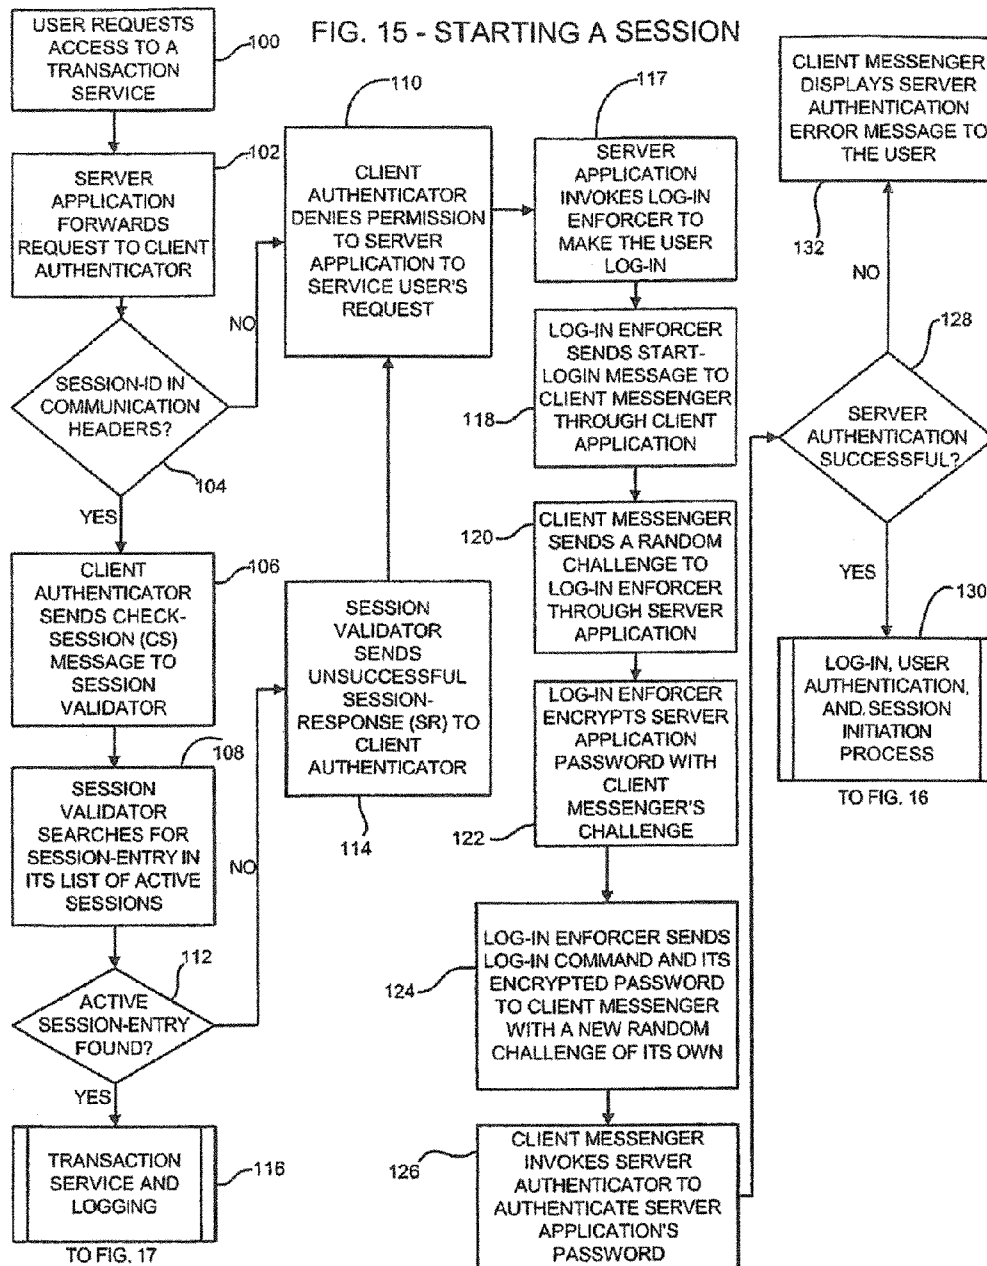 FIG. 15 - STARTING A SESSION
USER REQUESTS
ACCESS TO A
TRANSACTION
SERVICE
100
SERVER
APPLICATION
FORWARDS
REQUEST TO CLIENT
AUTHENTICATOR
102
SESSION-ID IN
COMMUNICATION
HEADERS?
104
NO
YES
CLIENT
AUTHENTICATOR
SENDS CHECK-
SESSION (CS)
MESSAGE TO
SESSION
VALIDATOR
106
SESSION
VALIDATOR
SEARCHES FOR
SESSION-ENTRY IN
ITS LIST OF ACTIVE
SESSIONS
108
ACTIVE
SESSION-ENTRY
FOUND?
112
NO
YES
TRANSACTION
SERVICE AND
LOGGING
116
TO FIG. 17
110
CLIENT
AUTHENTICATOR
DENIES PERMISSION
TO SERVER
APPLICATION TO
SERVICE USER'S
REQUEST
SESSION
VALIDATOR
SENDS
UNSUCCESSFUL
SESSION-
RESPONSE (SR) TO
CLIENT
AUTHENTICATOR
114
117
SERVER
APPLICATION
INVOKES LOG-IN
ENFORCER TO
MAKE THE USER
LOG-IN
LOG-IN ENFORCER
SENDS START-
LOGIN MESSAGE TO
CLIENT MESSENGER
THROUGH CLIENT
APPLICATION
118
CLIENT MESSENGER
SENDS A RANDOM
CHALLENGE TO
LOG-IN ENFORCER
THROUGH SERVER
APPLICATION
120
LOG-IN ENFORCER
ENCRYPTS SERVER
APPLICATION
PASSWORD WITH
CLIENT
MESSENGER'S
CHALLENGE
122
LOG-IN ENFORCER SENDS
LOG-IN COMMAND AND ITS
ENCRYPTED PASSWORD
TO CLIENT MESSENGER
WITH A NEW RANDOM
CHALLENGE OF ITS OWN
124
CLIENT MESSENGER
INVOKES SERVER
AUTHENTICATOR TO
AUTHENTICATE SERVER
APPLICATION'S
PASSWORD
126
CLIENT MESSENGER
DISPLAYS SERVER
AUTHENTICATION
ERROR MESSAGE TO
THE USER
132
NO
128
SERVER
AUTHENTICATION
SUCCESSFUL?
YES
130
LOG-IN, USER
AUTHENTICATION,
AND SESSION
INITIATION
PROCESS
TO FIG. 16